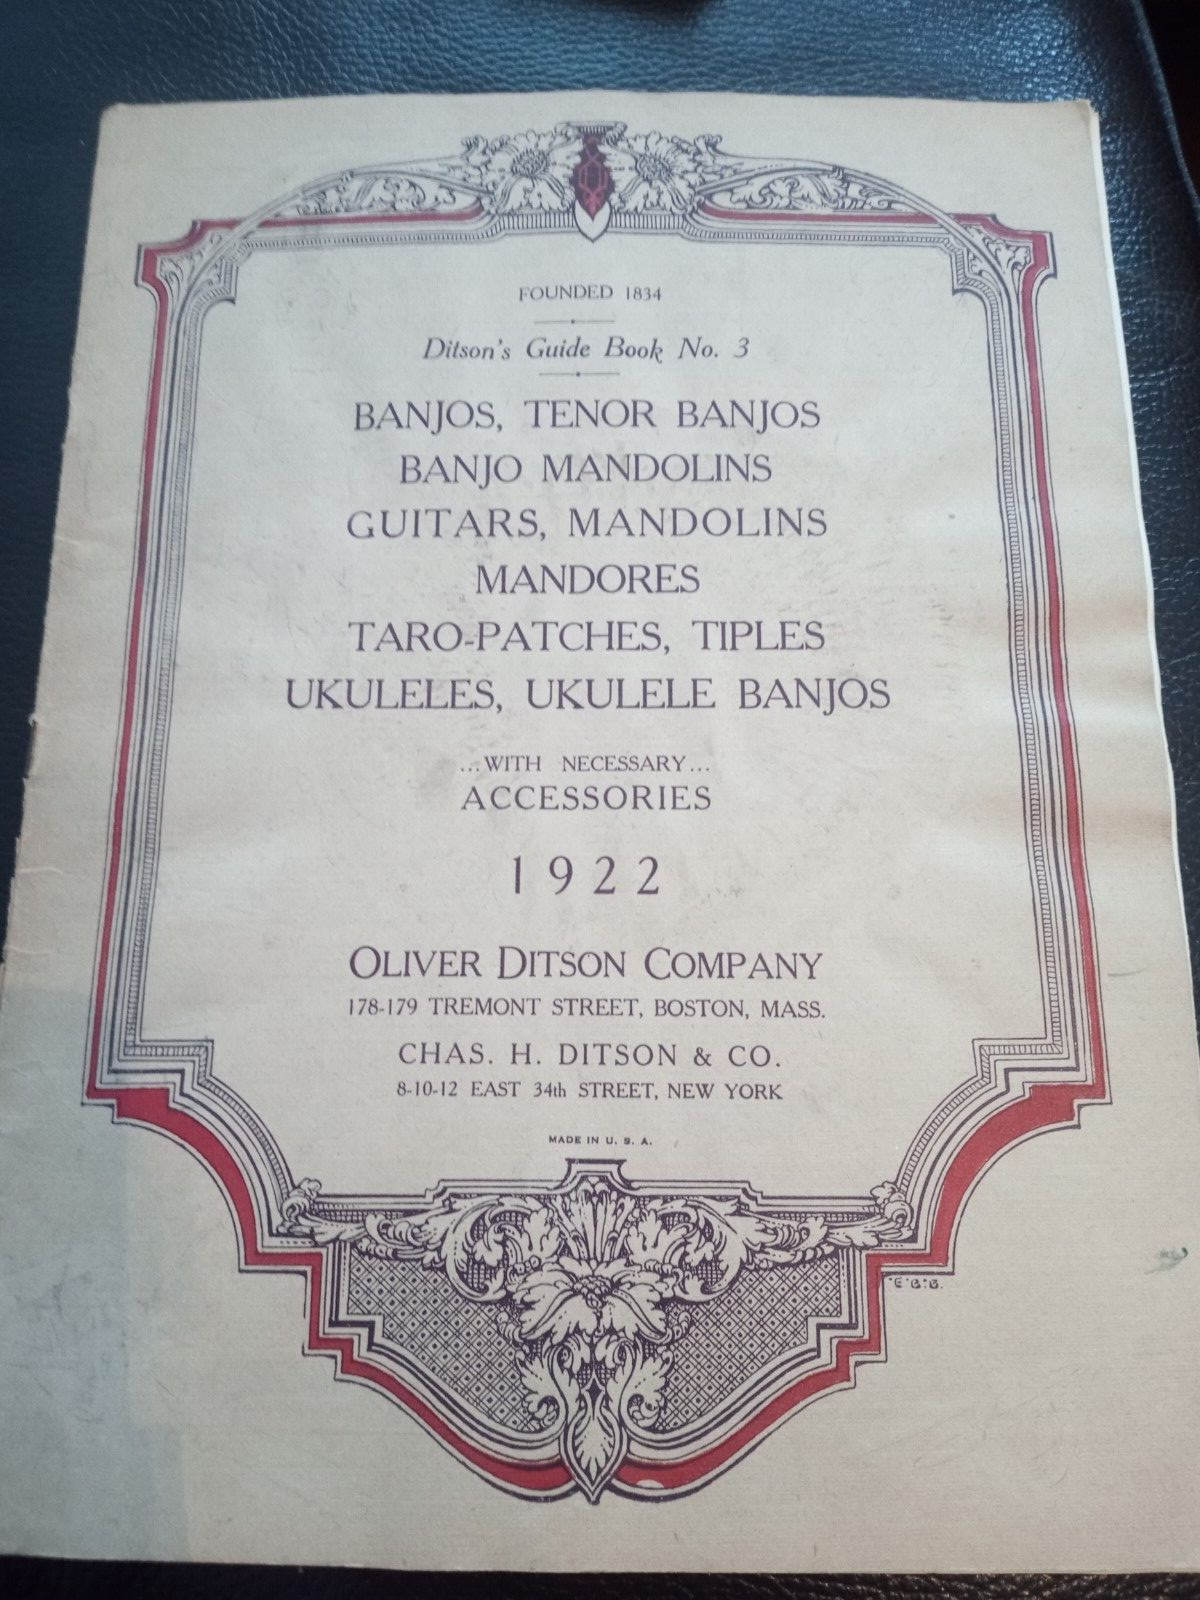 FOUNDED 1834
Ditson's Guide Book No. 3
BANJOS, TENOR BANJOS
BANJO MANDOLINS
GUITARS, MANDOLINS
MANDORES
TARO-PATCHES, TIPLES
UKULELES, UKULELE BANJOS
...WITH NECESSARY...
ACCESSORIES
1922
OLIVER DITSON COMPANY
178-179 TREMONT STREET, BOSTON, MASS.
CHAS. H. DITSON & CO.
8-10-12 EAST 34th STREET, NEW YORK
MADE IN U. S. A.
E.B.B.